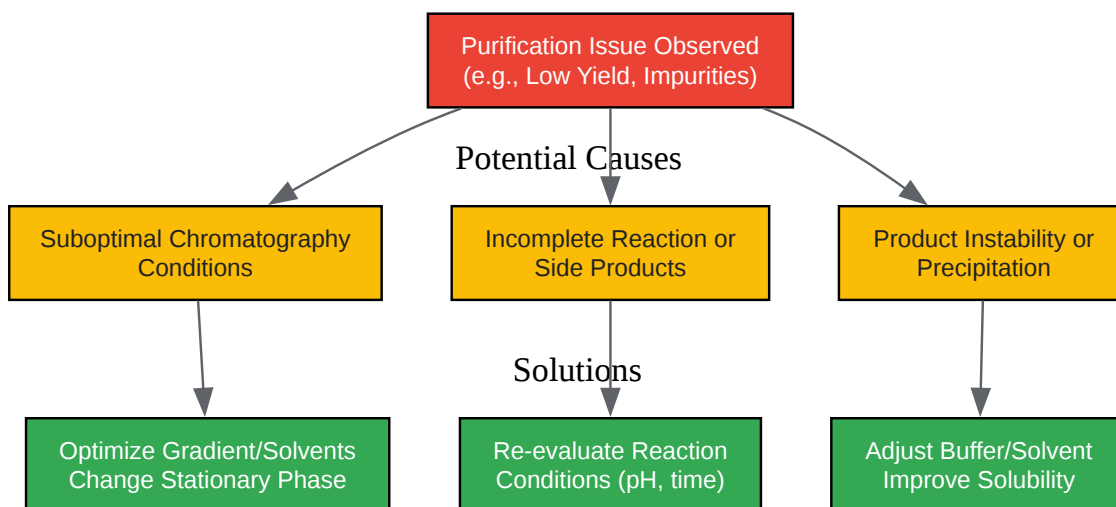 Purification Issue Observed
(e.g., Low Yield, Impurities)
Potential Causes
Suboptimal Chromatography
Conditions
Incomplete Reaction or
Side Products
Product Instability or
Precipitation
Solutions
Optimize Gradient/Solvents
Change Stationary Phase
Re-evaluate Reaction
Conditions (pH, time)
Adjust Buffer/Solvent
Improve Solubility